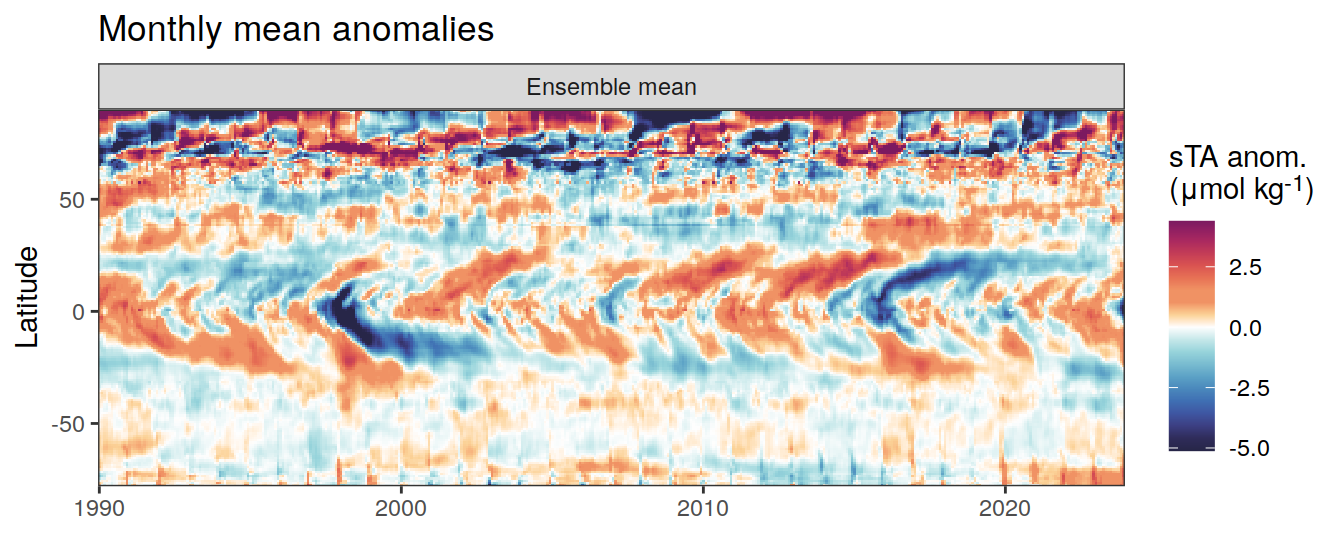 Monthly mean anomalies
Ensemble mean
sTA anom.
(μmol kg-1)
2.5
0.0
-2.5
-5.0
Latitude
50
0
-50
1990
2000
2010
2020